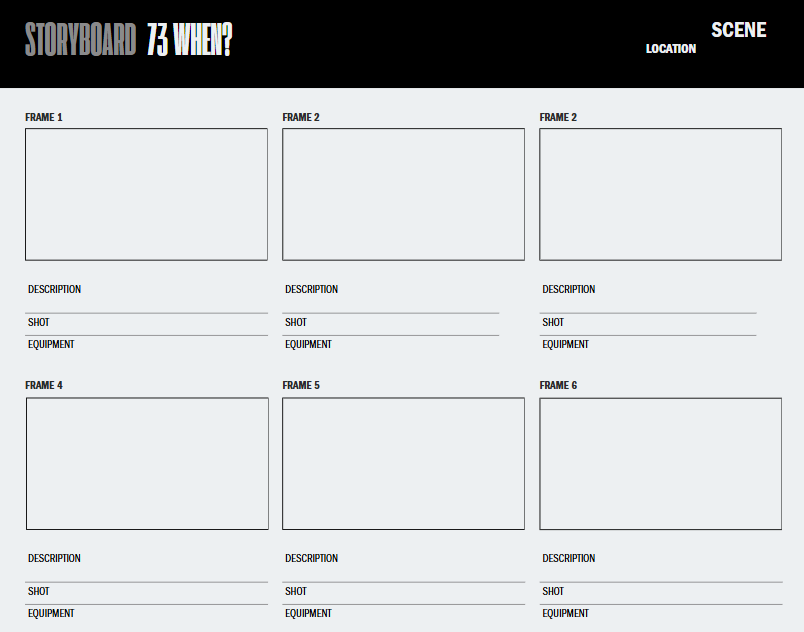 STORYBOARD 73 WHEN?
SCENE
LOCATION
FRAME 1
FRAME 2
FRAME 2
DESCRIPTION
DESCRIPTION
DESCRIPTION
SHOT
SHOT
SHOT
EQUIPMENT
EQUIPMENT
EQUIPMENT
FRAME 4
FRAME 5
FRAME 6
DESCRIPTION
DESCRIPTION
DESCRIPTION
SHOT
SHOT
SHOT
EQUIPMENT
EQUIPMENT
EQUIPMENT